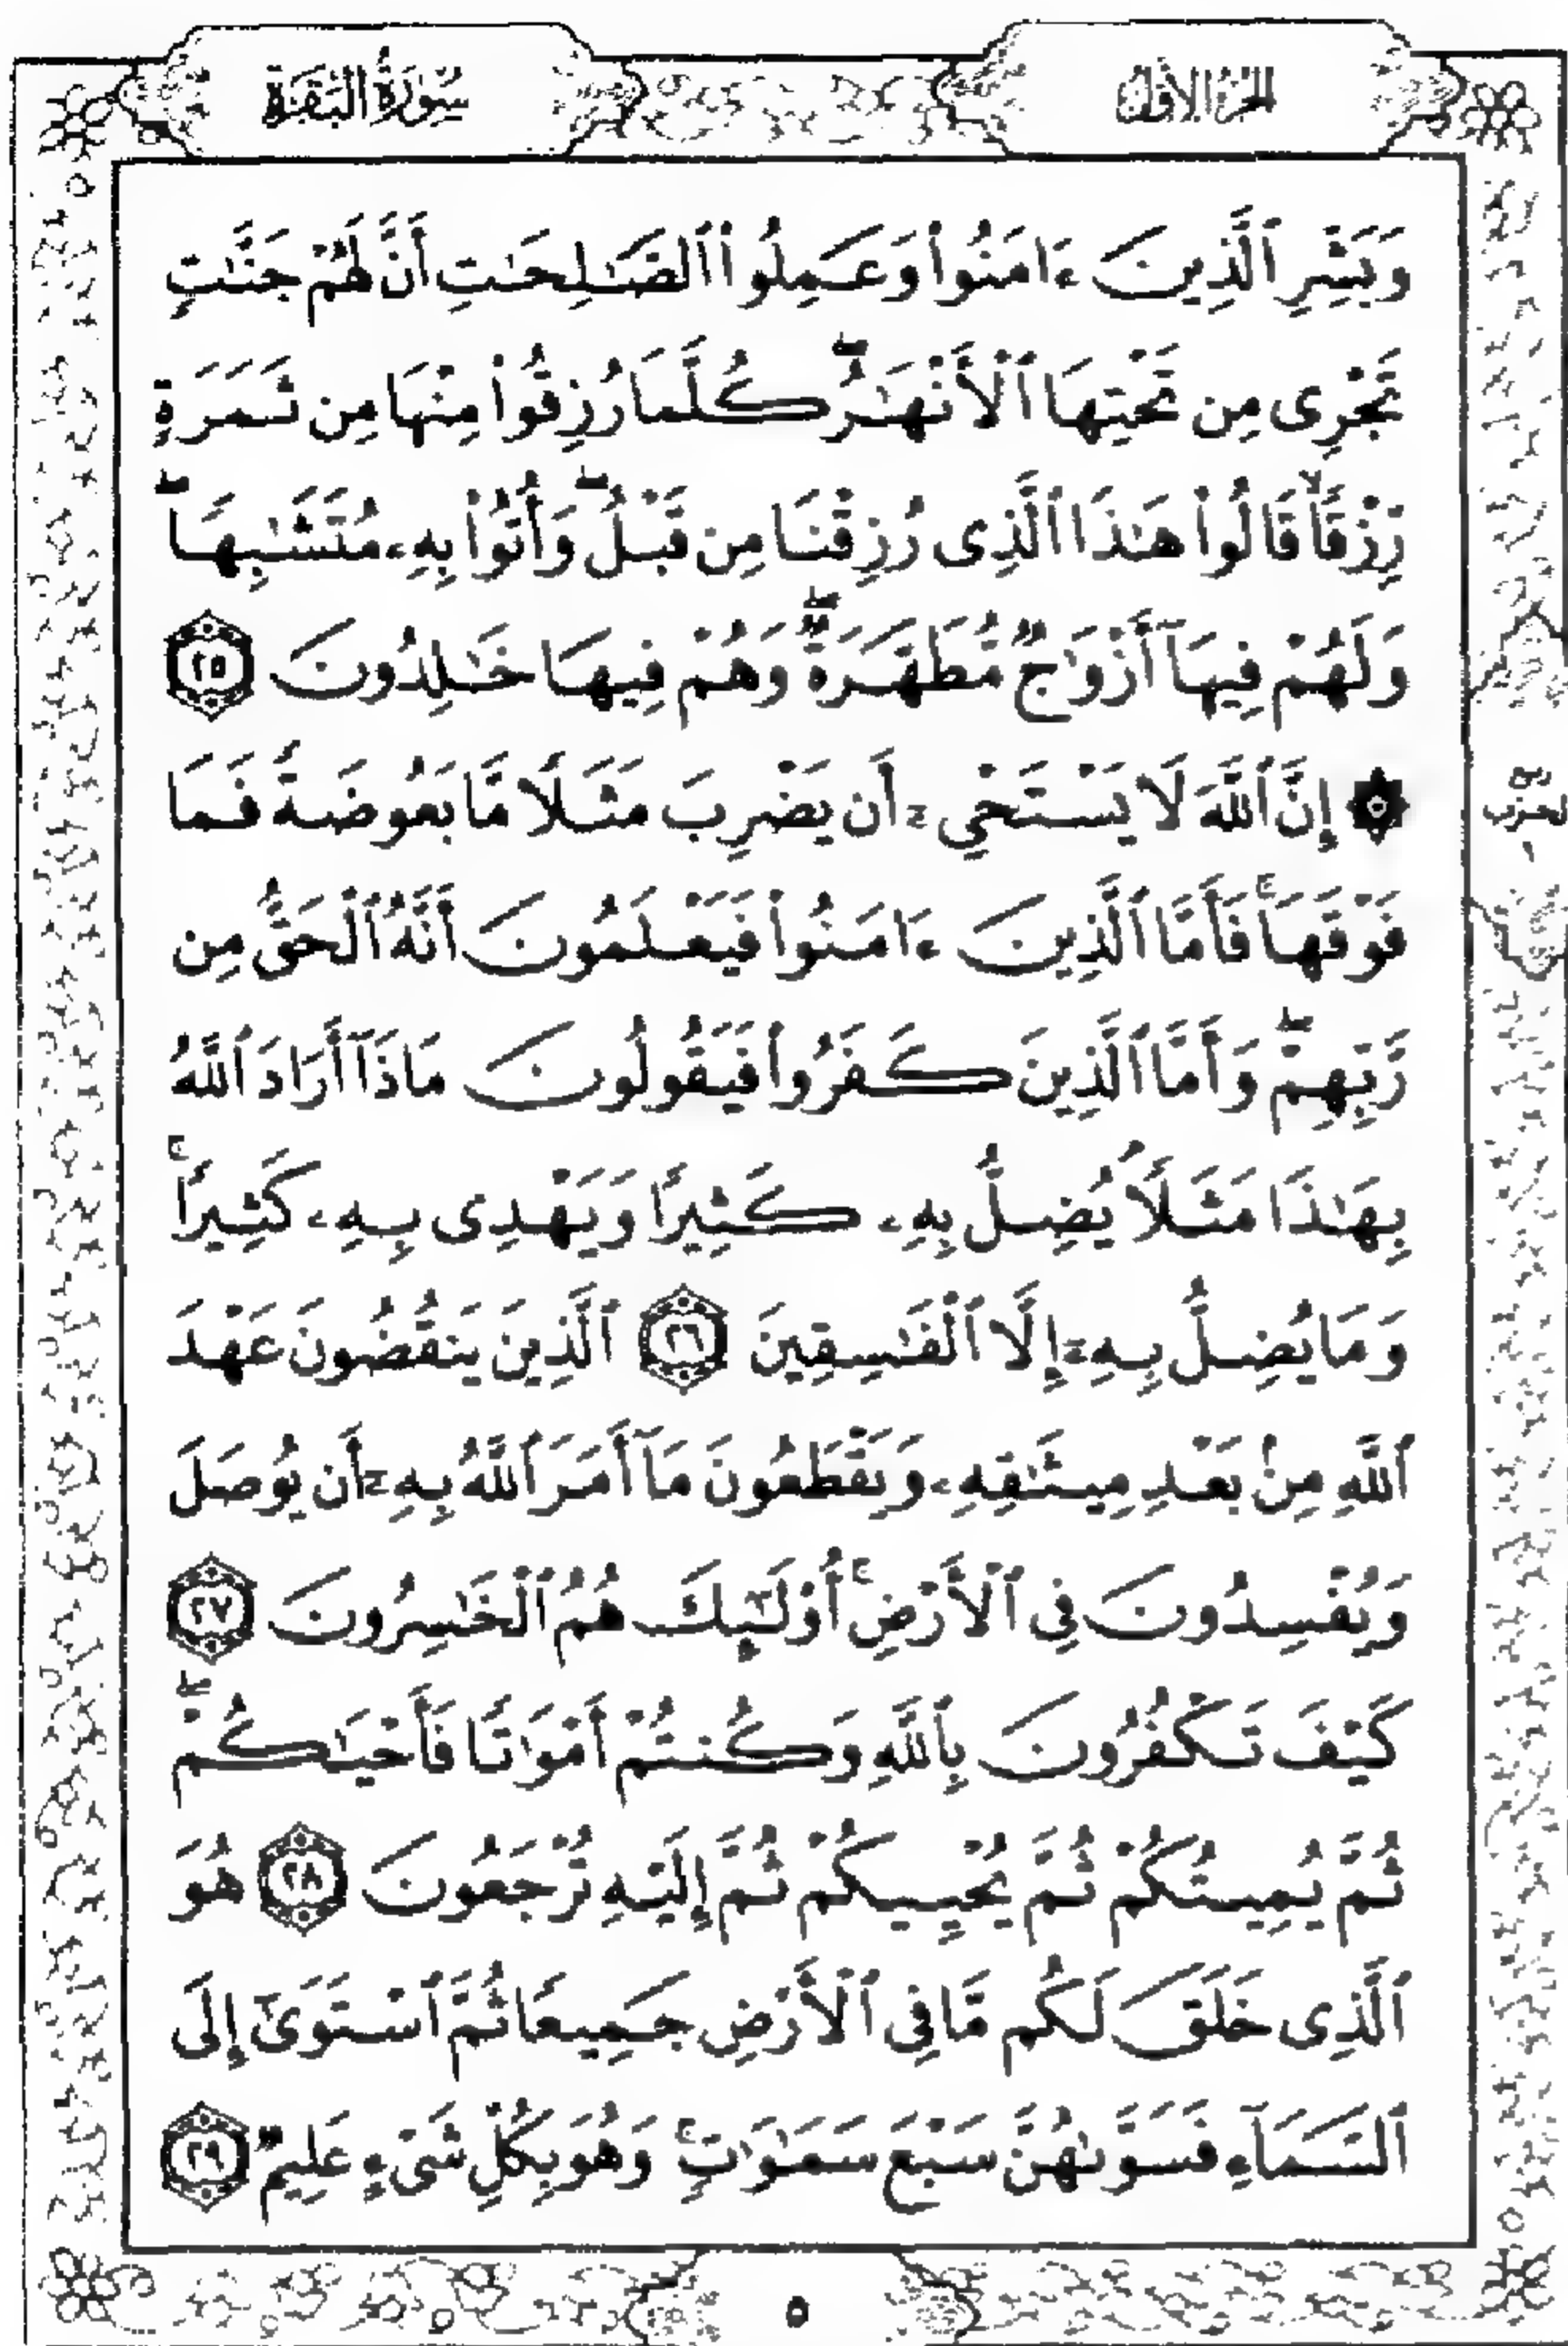 الجزء الأول
سورة البقرة
وَبَشِّرِ ٱلَّذِينَ ءَامَنُوا۟ وَعَمِلُوا۟ ٱلصَّـٰلِحَـٰتِ أَنَّ لَهُمْ جَنَّـٰتٍ
تَجْرِى مِن تَحْتِهَا ٱلْأَنْهَـٰرُ ۖ كُلَّمَا رُزِقُوا۟ مِنْهَا مِن ثَمَرَةٍ
رِّزْقًا ۙ قَالُوا۟ هَـٰذَا ٱلَّذِى رُزِقْنَا مِن قَبْلُ ۖ وَأُتُوا۟ بِهِۦ مُتَشَـٰبِهًا ۖ
وَلَهُمْ فِيهَآ أَزْوَٰجٌ مُّطَهَّرَةٌ ۖ وَهُمْ فِيهَا خَـٰلِدُونَ ٢٥
۞ إِنَّ ٱللَّهَ لَا يَسْتَحْىِۦٓ أَن يَضْرِبَ مَثَلًا مَّا بَعُوضَةً فَمَا
فَوْقَهَا ۚ فَأَمَّا ٱلَّذِينَ ءَامَنُوا۟ فَيَعْلَمُونَ أَنَّهُ ٱلْحَقُّ مِن
رَّبِّهِمْ ۖ وَأَمَّا ٱلَّذِينَ كَفَرُوا۟ فَيَقُولُونَ مَاذَآ أَرَادَ ٱللَّهُ
بِهَـٰذَا مَثَلًا ۘ يُضِلُّ بِهِۦ كَثِيرًا وَيَهْدِى بِهِۦ كَثِيرًا ۚ
وَمَا يُضِلُّ بِهِۦٓ إِلَّا ٱلْفَـٰسِقِينَ ٢٦ ٱلَّذِينَ يَنقُضُونَ عَهْدَ
ٱللَّهِ مِنۢ بَعْدِ مِيثَـٰقِهِۦ وَيَقْطَعُونَ مَآ أَمَرَ ٱللَّهُ بِهِۦٓ أَن يُوصَلَ
وَيُفْسِدُونَ فِى ٱلْأَرْضِ ۚ أُو۟لَـٰٓئِكَ هُمُ ٱلْخَـٰسِرُونَ ٢٧
كَيْفَ تَكْفُرُونَ بِٱللَّهِ وَكُنتُمْ أَمْوَٰتًا فَأَحْيَـٰكُمْ ۖ
ثُمَّ يُمِيتُكُمْ ثُمَّ يُحْيِيكُمْ ثُمَّ إِلَيْهِ تُرْجَعُونَ ٢٨ هُوَ
ٱلَّذِى خَلَقَ لَكُم مَّا فِى ٱلْأَرْضِ جَمِيعًا ثُمَّ ٱسْتَوَىٰٓ إِلَى
ٱلسَّمَآءِ فَسَوَّىٰهُنَّ سَبْعَ سَمَـٰوَٰتٍ ۚ وَهُوَ بِكُلِّ شَىْءٍ عَلِيمٌ ٢٩
٥